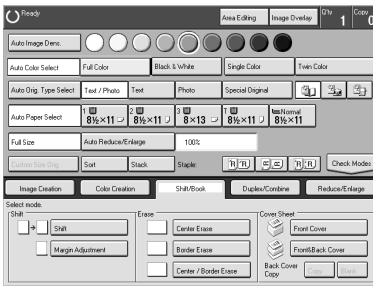 Ready Area Editing Image Overlay Q'ty 1 Copy 0
Auto Image Dens.
Auto Color Select Full Color Black & White Single Color Twin Color
Auto Orig. Type Select Text / Photo Text Photo Special Original
Auto Paper Select 1 8½×11 2 8½×11 3 8×13 T 8½×11 Normal 8½×11
Full Size Auto Reduce/Enlarge 100%
Custom Size Orig. Sort Stack Staple: R R R R Check Modes
Image Creation Color Creation Shift/Book Duplex/Combine Reduce/Enlarge
Select mode.
Shift Erase Cover Sheet
Shift Center Erase Front Cover
Margin Adjustment Border Erase Front&Back Cover
Center / Border Erase Back Cover Copy Copy Blank